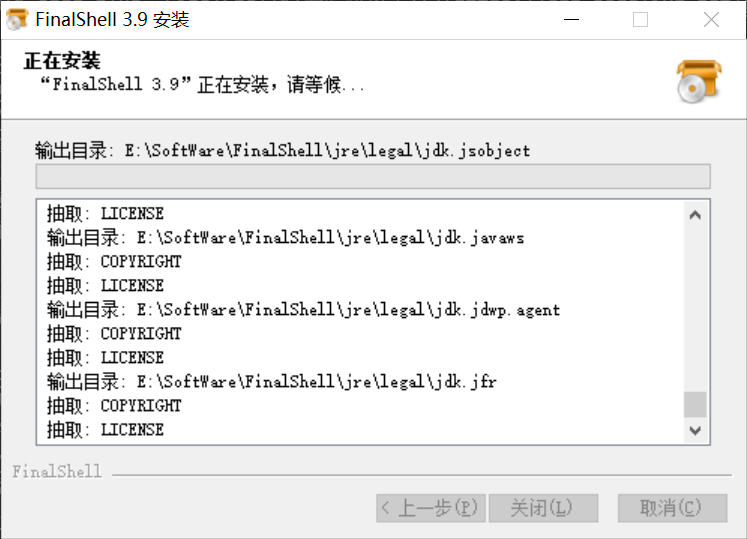 FinalShell 3.9 安装
正在安装
“FinalShell 3.9”正在安装，请等候...
输出目录: E:\SoftWare\FinalShell\jre\legal\jdk.jsobject
抽取: LICENSE
输出目录: E:\SoftWare\FinalShell\jre\legal\jdk.javaws
抽取: COPYRIGHT
抽取: LICENSE
输出目录: E:\SoftWare\FinalShell\jre\legal\jdk.jdwp.agent
抽取: COPYRIGHT
抽取: LICENSE
输出目录: E:\SoftWare\FinalShell\jre\legal\jdk.jfr
抽取: COPYRIGHT
抽取: LICENSE
FinalShell
< 上一步(P) 关闭(L) 取消(C)